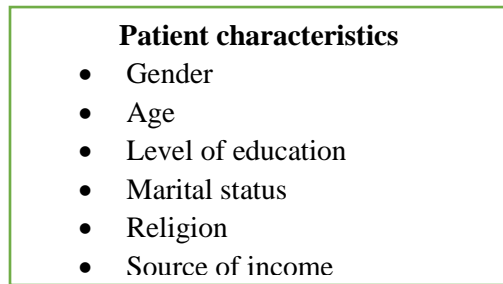 Patient characteristics
• Gender
• Age
• Level of education
• Marital status
• Religion
• Source of income